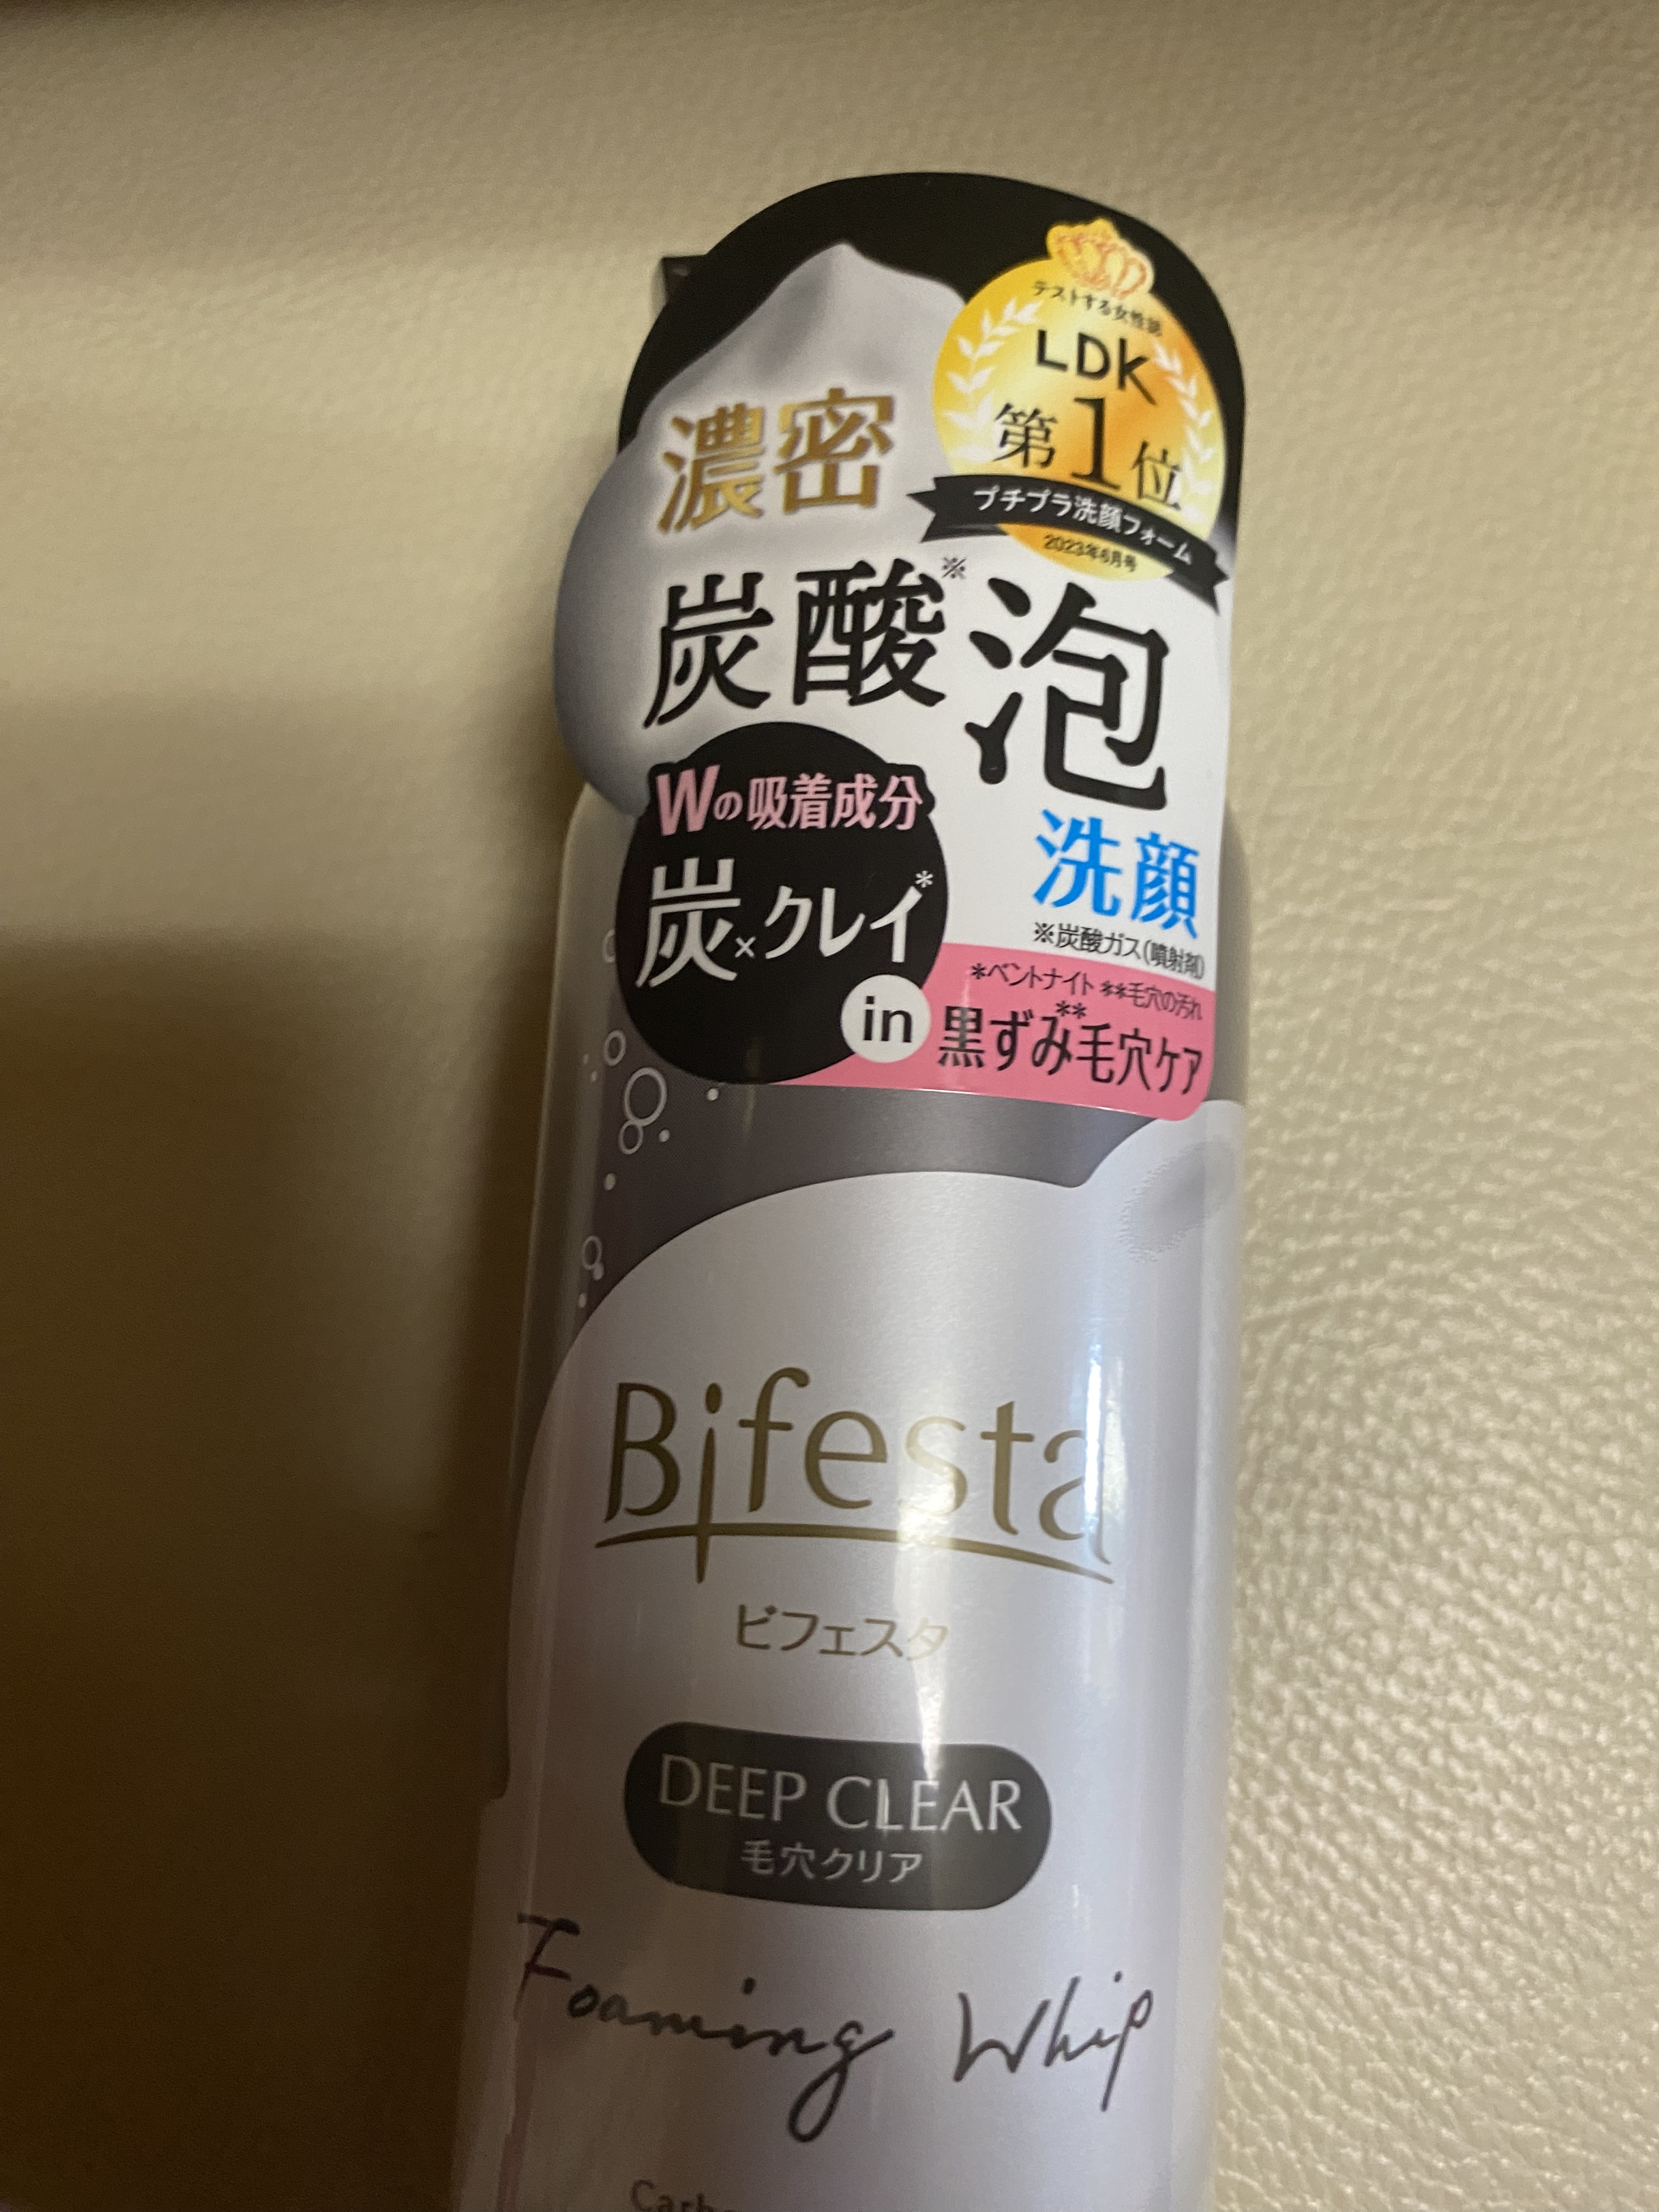 テストする女性誌
LDK
第1位
プチプラ洗顔フォーム
2023年6月号
濃密
炭酸※泡
洗顔
※炭酸ガス(噴射剤)
Wの吸着成分
炭×クレイ*
in
*ベントナイト **毛穴の汚れ
黒ずみ**毛穴ケア
Bifesta
ビフェスタ
DEEP CLEAR
毛穴クリア
Foaming Whip